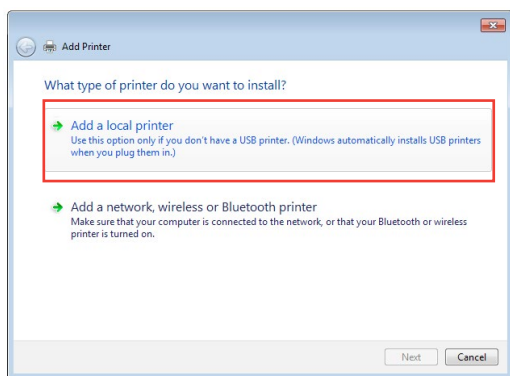 Add Printer
What type of printer do you want to install?
Add a local printer
Use this option only if you don't have a USB printer. (Windows automatically installs USB printers
when you plug them in.)
Add a network, wireless or Bluetooth printer
Make sure that your computer is connected to the network, or that your Bluetooth or wireless
printer is turned on.
Next
Cancel